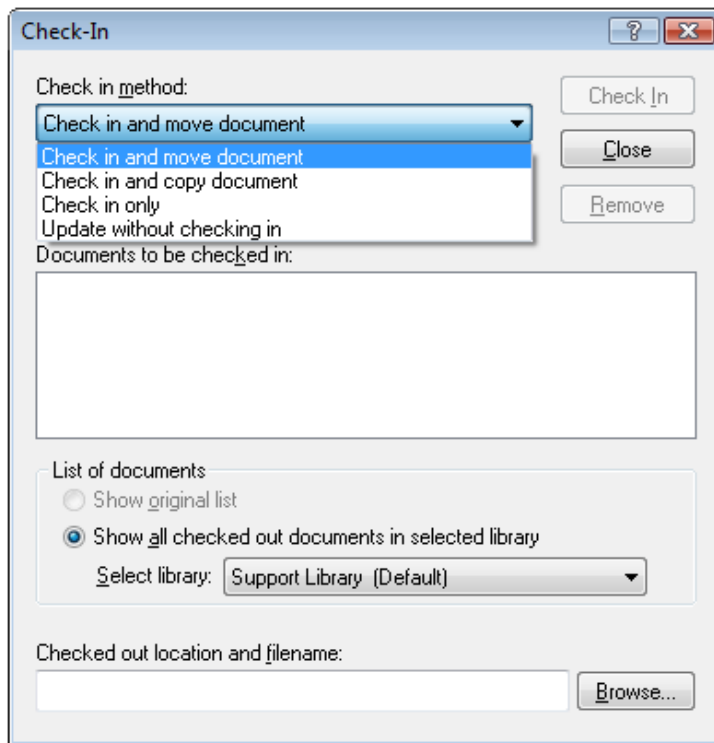 Check-In
Check in method:
Check In
Check in and move document
Close
Check in and move document
Check in and copy document
Check in only
Remove
Update without checking in
Documents to be checked in:
List of documents
Show original list
Show all checked out documents in selected library
Select library: Support Library (Default)
Checked out location and filename:
Browse...